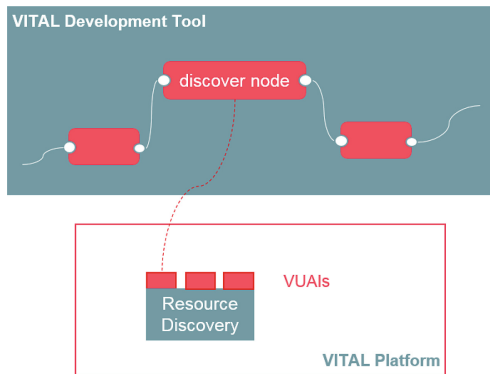 VITAL Development Tool
discover node
VUAIs
Resource
Discovery
VITAL Platform